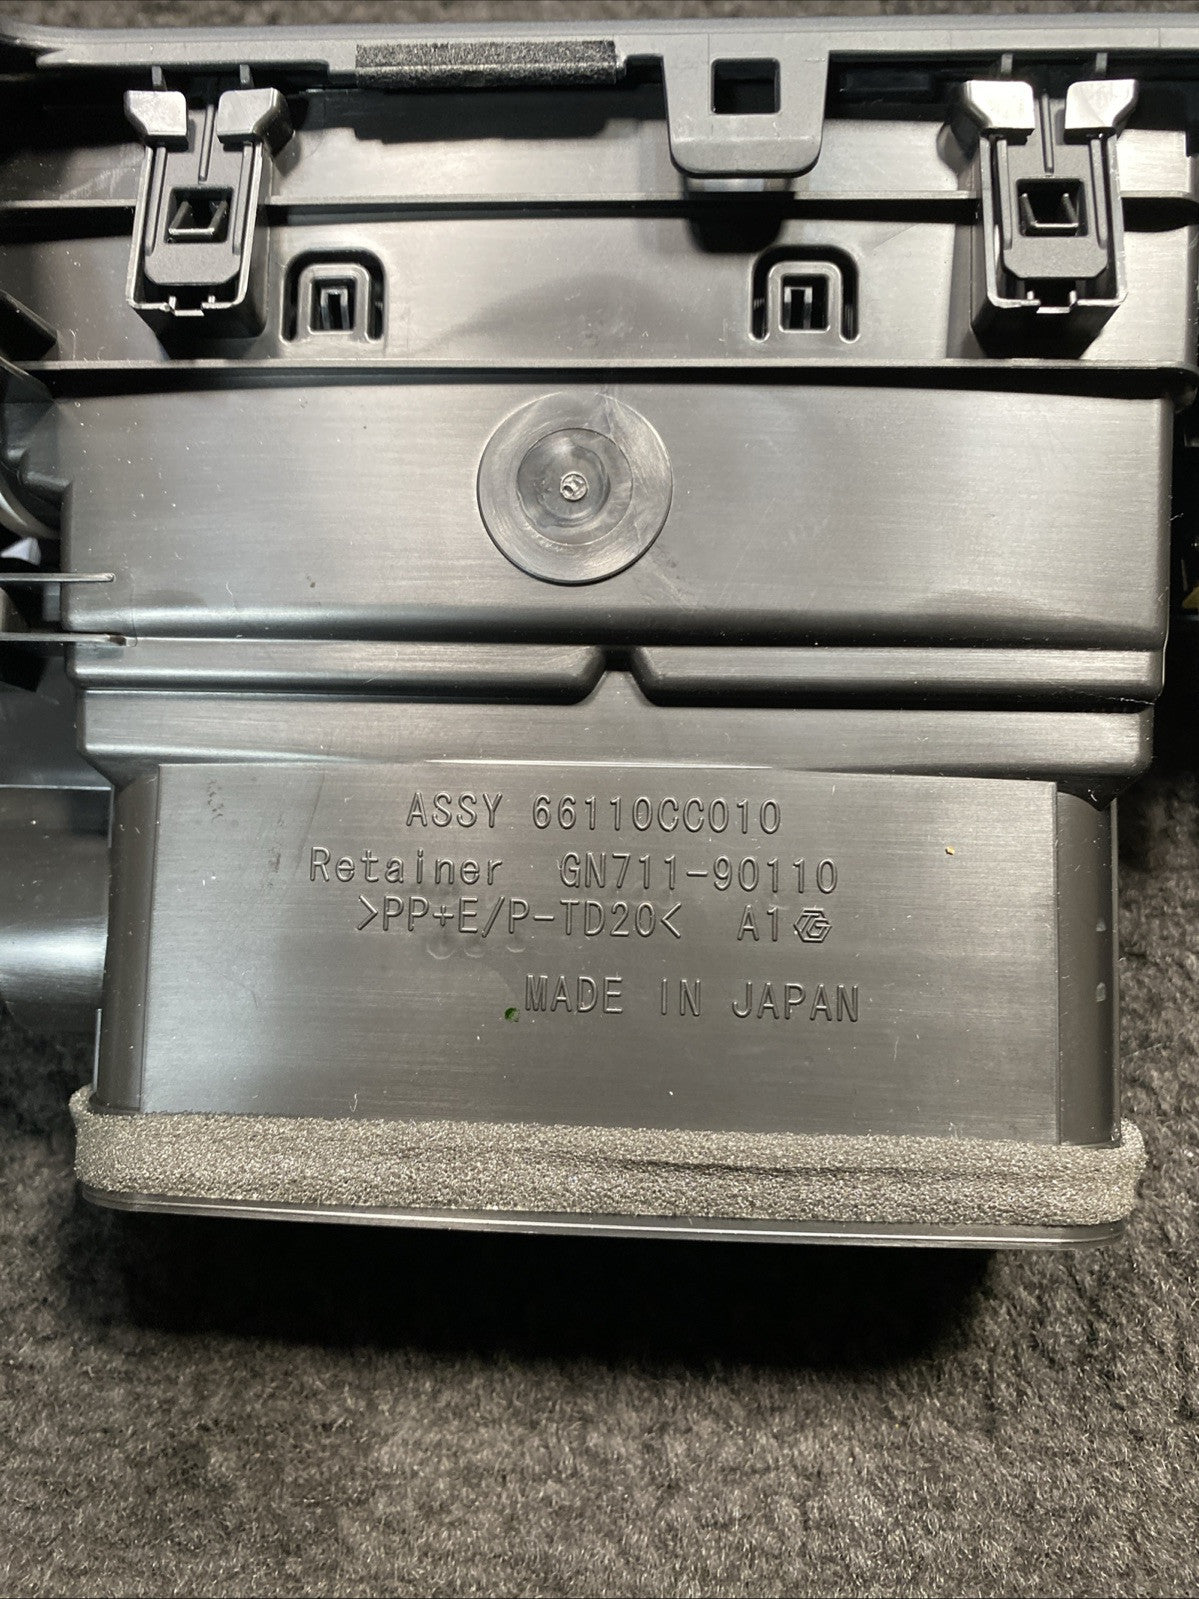 ASSY 66110CC010
Retainer GN711-90110
>PP+E/P-TD20< A1
MADE IN JAPAN